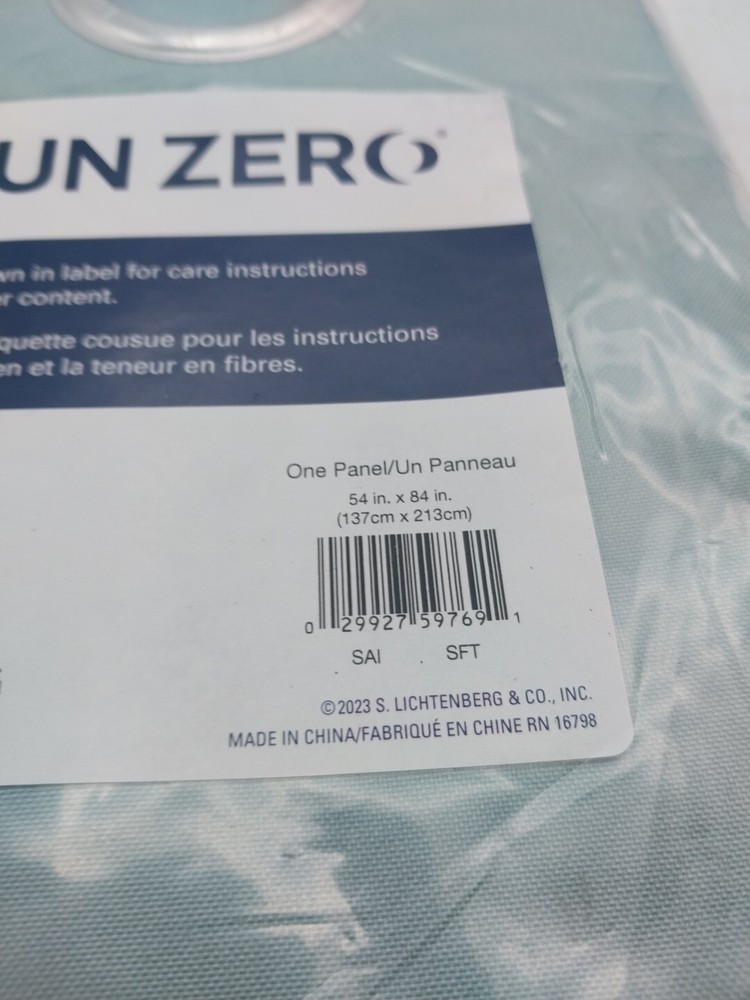 UN ZERO®
wn in label for care instructions
r content.
quette cousue pour les instructions
en et la teneur en fibres.
One Panel/Un Panneau
54 in. x 84 in.
(137cm x 213cm)
0 29927 59769 1
SAI . SFT
©2023 S. LICHTENBERG & CO., INC.
MADE IN CHINA/FABRIQUÉ EN CHINE RN 16798